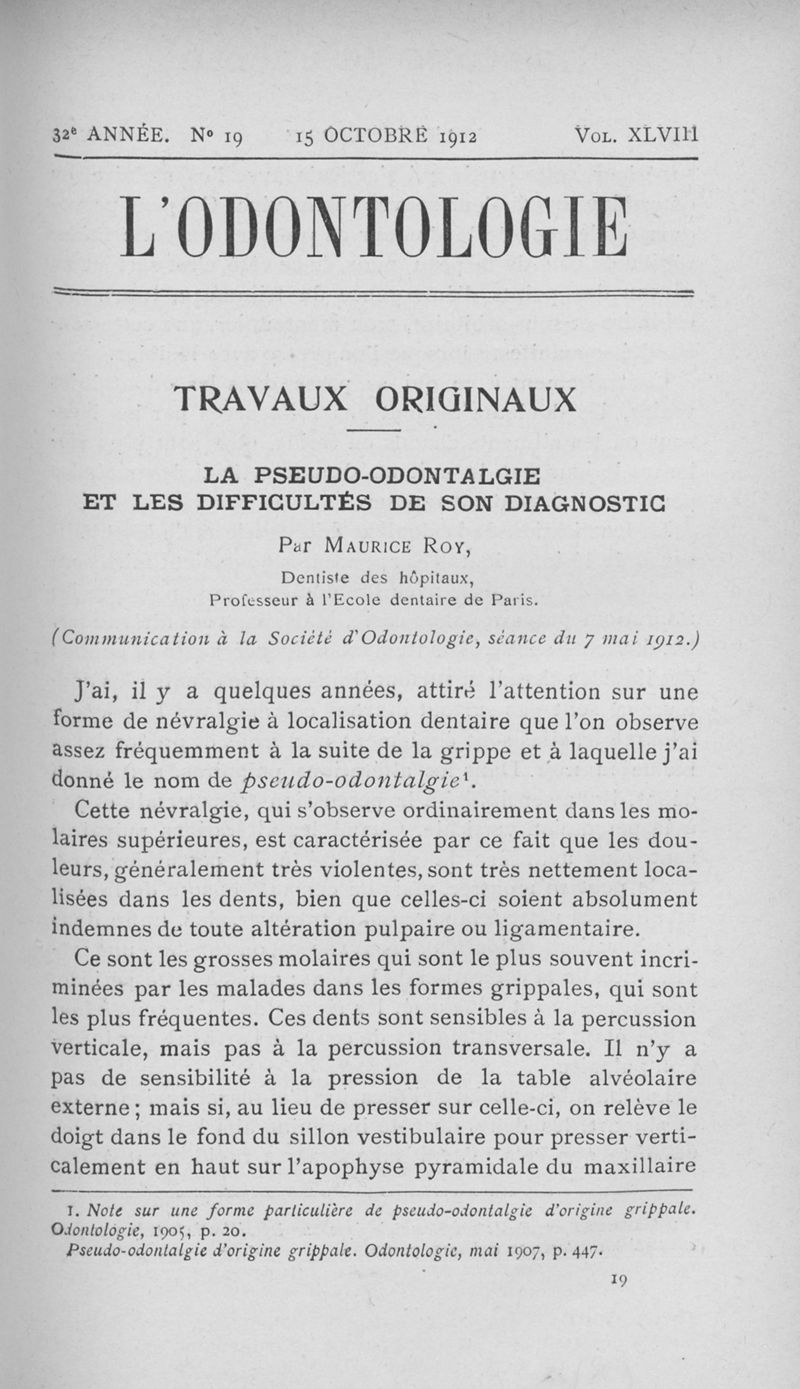 32e ANNÉE. No 19 15 OCTOBRE 1912 VOL. XLVIII
L'ODONTOLOGIE
TRAVAUX ORIGINAUX
LA PSEUDO-ODONTALGIE
ET LES DIFFICULTÉS DE SON DIAGNOSTIC
Par MAURICE ROY,
Dentiste des hôpitaux,
Professeur à l'Ecole dentaire de Paris.
(Communication à la Société d'Odontologie, séance du 7 mai 1912.)
J'ai, il y a quelques années, attiré l'attention sur une
forme de névralgie à localisation dentaire que l'on observe
assez fréquemment à la suite de la grippe et à laquelle j'ai
donné le nom de pseudo-odontalgie¹.
Cette névralgie, qui s'observe ordinairement dans les mo-
laires supérieures, est caractérisée par ce fait que les dou-
leurs, généralement très violentes, sont très nettement loca-
lisées dans les dents, bien que celles-ci soient absolument
indemnes de toute altération pulpaire ou ligamentaire.
Ce sont les grosses molaires qui sont le plus souvent incri-
minées par les malades dans les formes grippales, qui sont
les plus fréquentes. Ces dents sont sensibles à la percussion
verticale, mais pas à la percussion transversale. Il n'y a
pas de sensibilité à la pression de la table alvéolaire
externe ; mais si, au lieu de presser sur celle-ci, on relève le
doigt dans le fond du sillon vestibulaire pour presser verti-
calement en haut sur l'apophyse pyramidale du maxillaire
1. Note sur une forme particulière de pseudo-odontalgie d'origine grippale.
Odontologie, 1905, p. 20.
Pseudo-odontalgie d'origine grippale. Odontologie, mai 1907, p. 447.
19